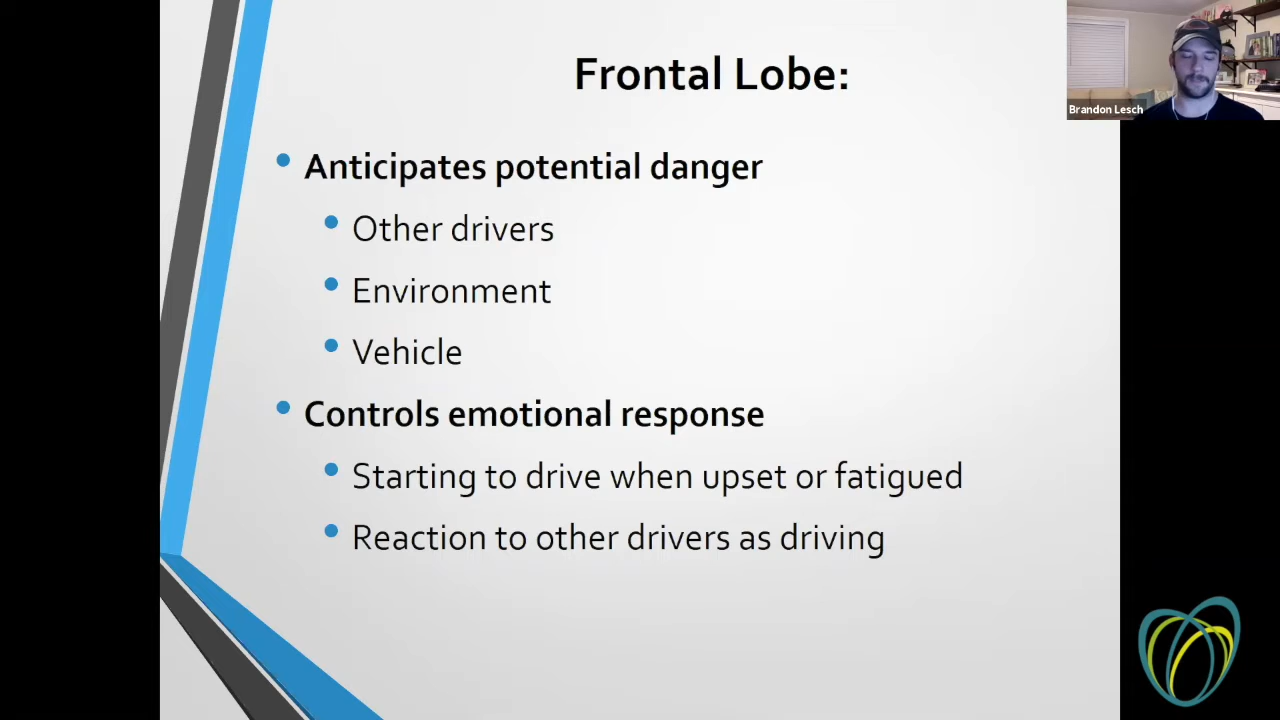 Frontal Lobe:
Brandon Lesch
• Anticipates potential danger
• Other drivers
• Environment
• Vehicle
• Controls emotional response
• Starting to drive when upset or fatigued
• Reaction to other drivers as driving